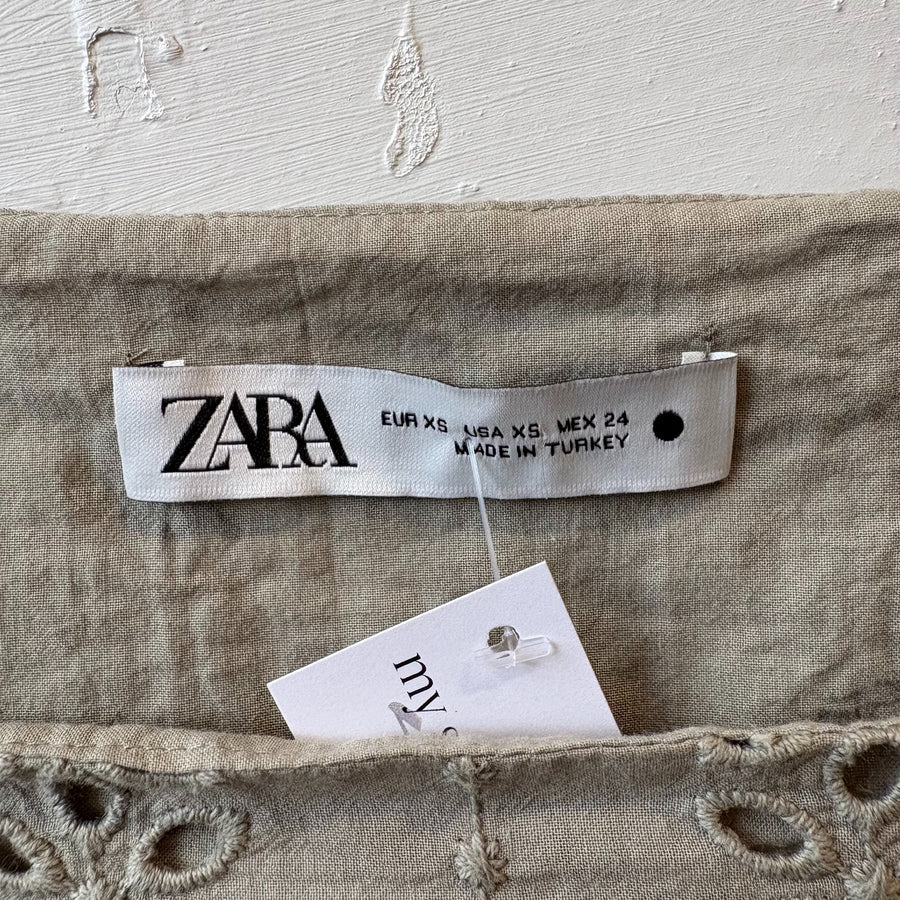 ZARA
EUR XS USA XS MEX 24
MADE IN TURKEY
my